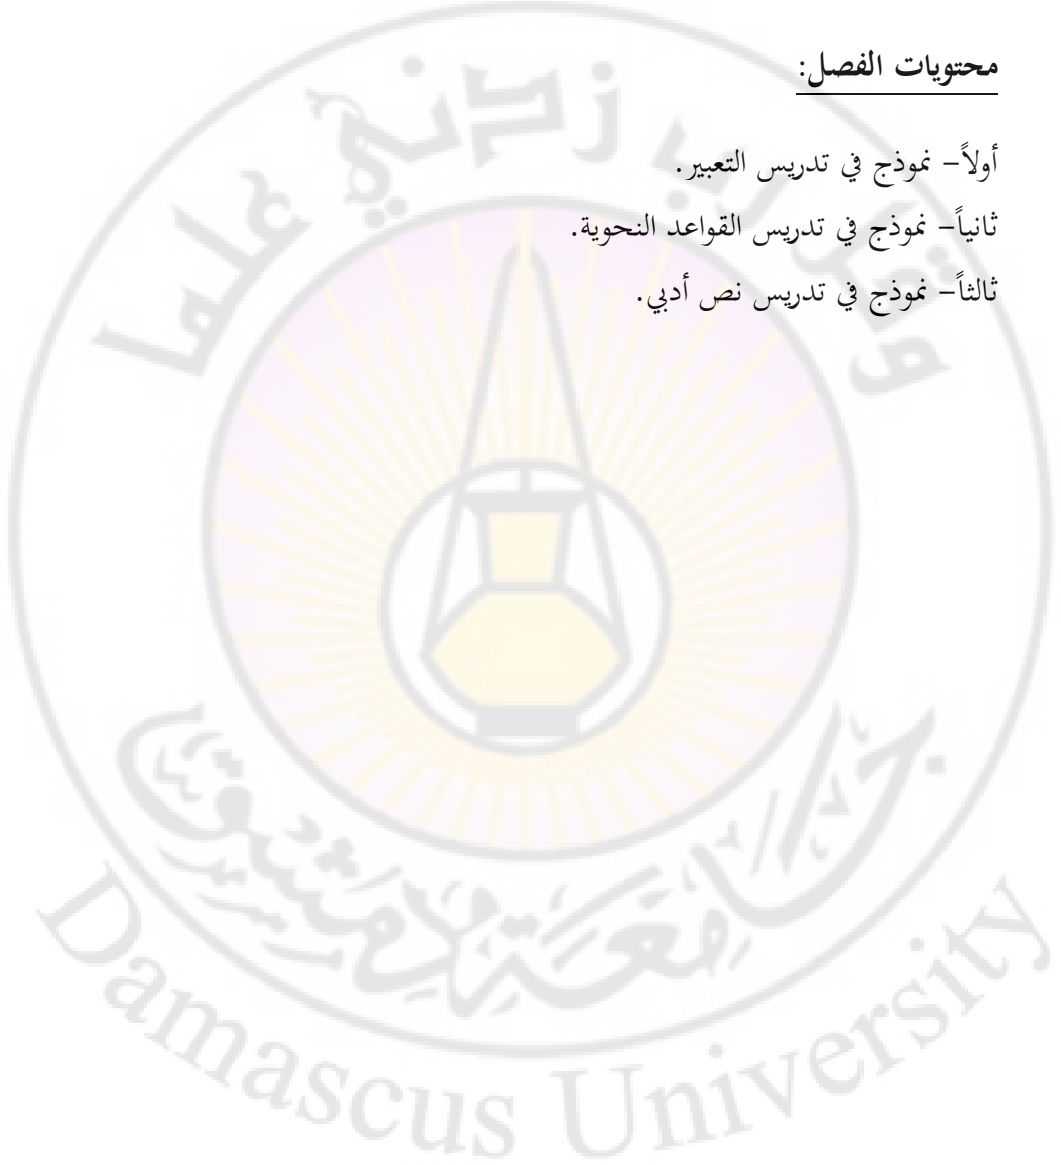 محتويات الفصل:
أولاً- نموذج في تدريس التعبير.
ثانياً- نموذج في تدريس القواعد النحوية.
ثالثاً- نموذج في تدريس نص أدبي.
وقل رب زدني علما
جامعة دمشق
Damascus University